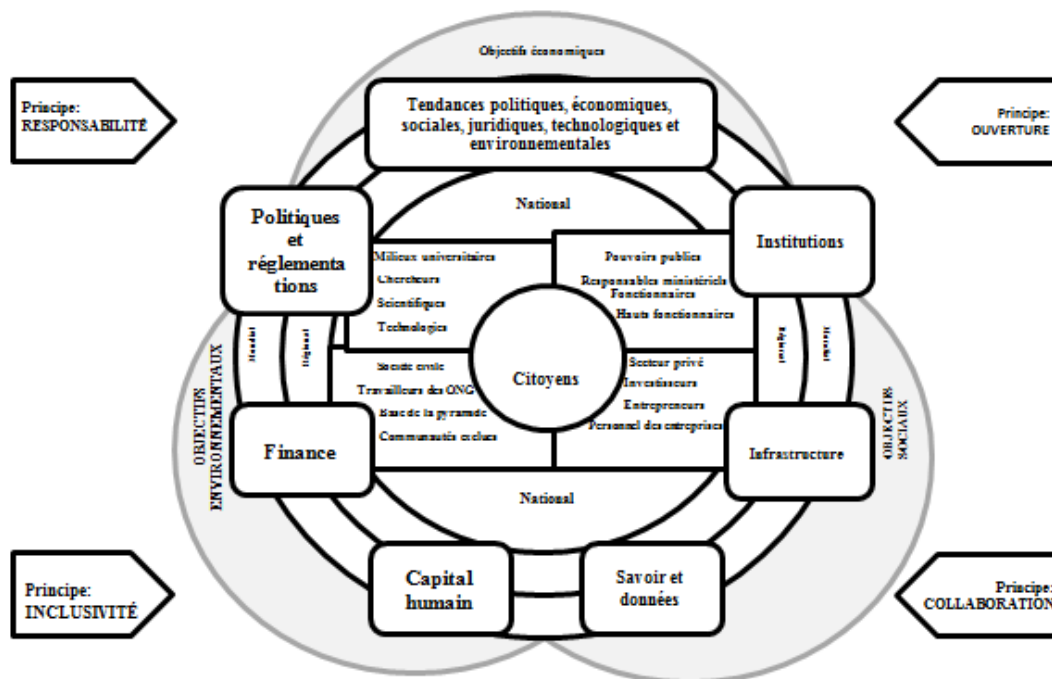 Objectifs économiques
Principe:
RESPONSABILITÉ
Tendances politiques, économiques,
sociales, juridiques, technologiques et
environnementales
Principe:
OUVERTURE
Politiques
et
réglementa
tions
National
Institutions
Milieux universitaires
Chercheurs
Scientifiques
Technologies
Pouvoirs publics
Responsables ministériels
Fonctionnaires
Hauts fonctionnaires
Mondial
Régional
Citoyens
Régional
Mondial
Société civile
Travailleurs des ONG
Base de la pyramide
Communautés exclues
Secteur privé
Investisseurs
Entrepreneurs
Personnel des entreprises
OBJECTIFS
ENVIRONNEMENTAUX
OBJECTIFS
SOCIAUX
Finance
Infrastructure
National
Capital
humain
Savoir et
données
Principe:
INCLUSIVITÉ
Principe:
COLLABORATION